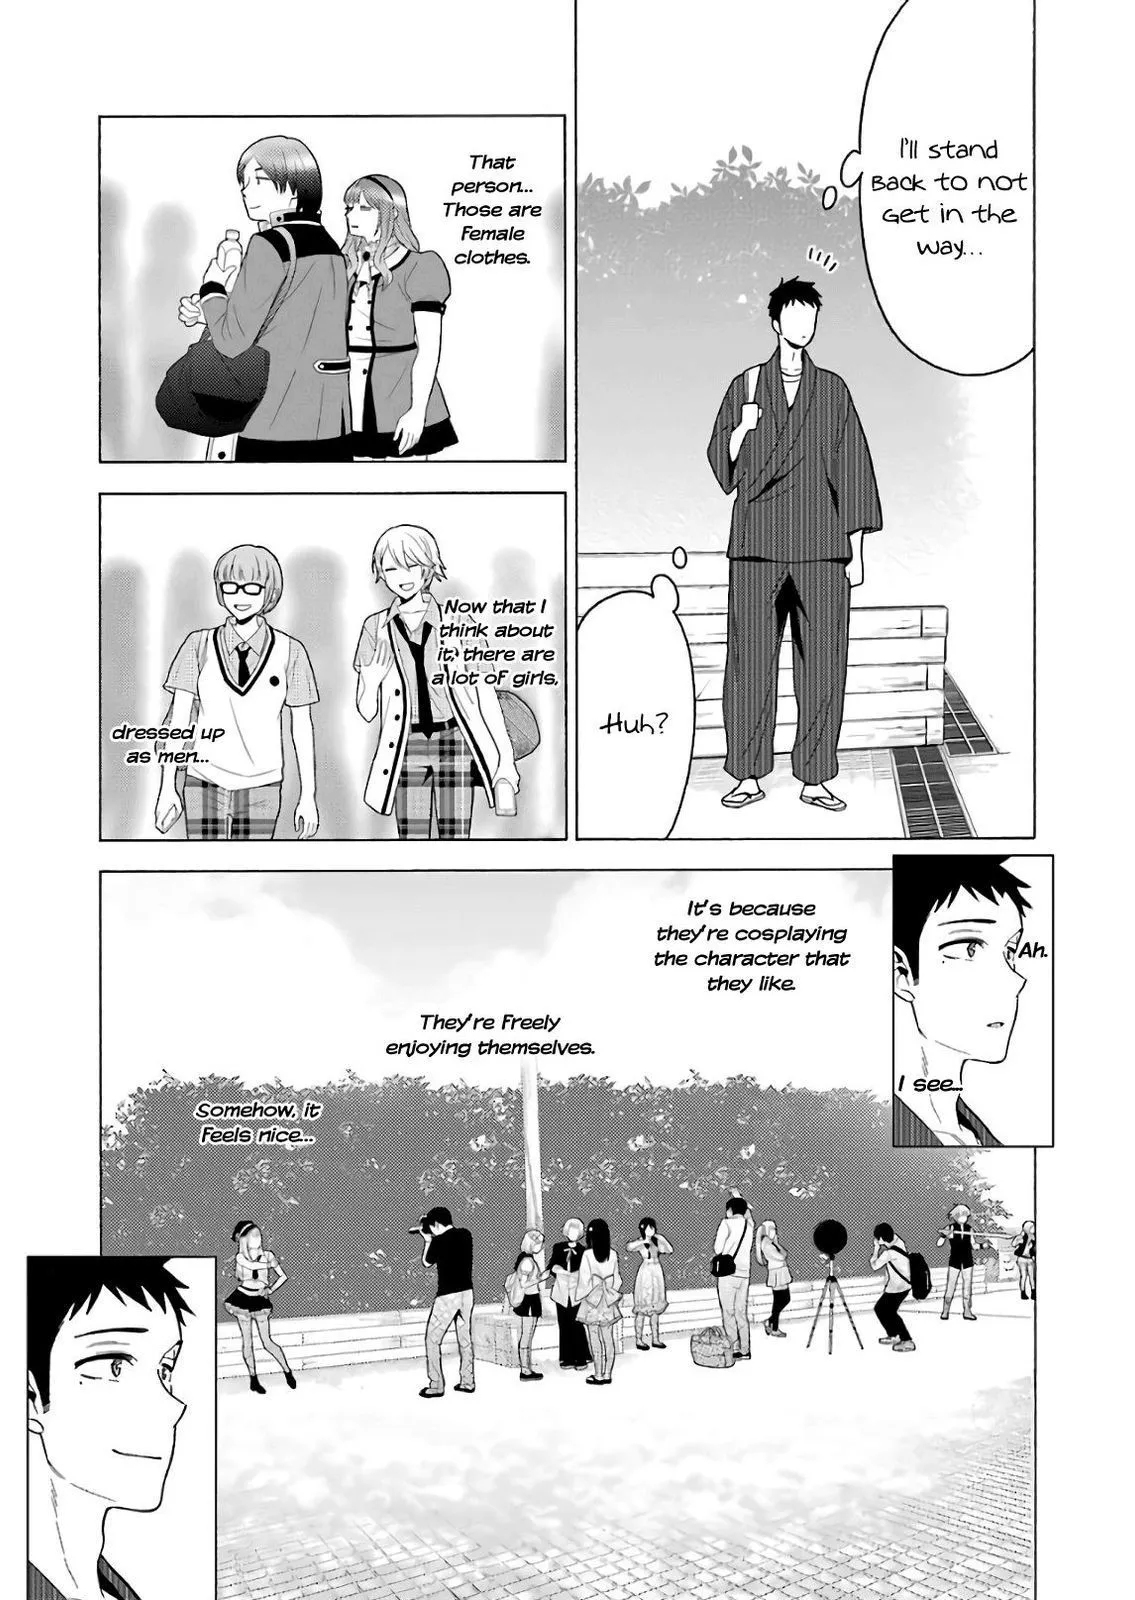 I'll stand
Back to not
Get in the
way...
Huh?
That
person...
Those are
Female
clothes.
Now that I
think about
it, there are
a lot of girls,
dressed up
as men...
Ah.
I see...
It's because
they're cosplaying
the character that
they like.
They're Freely
enjoying themselves.
Somehow, it
Feels nice...